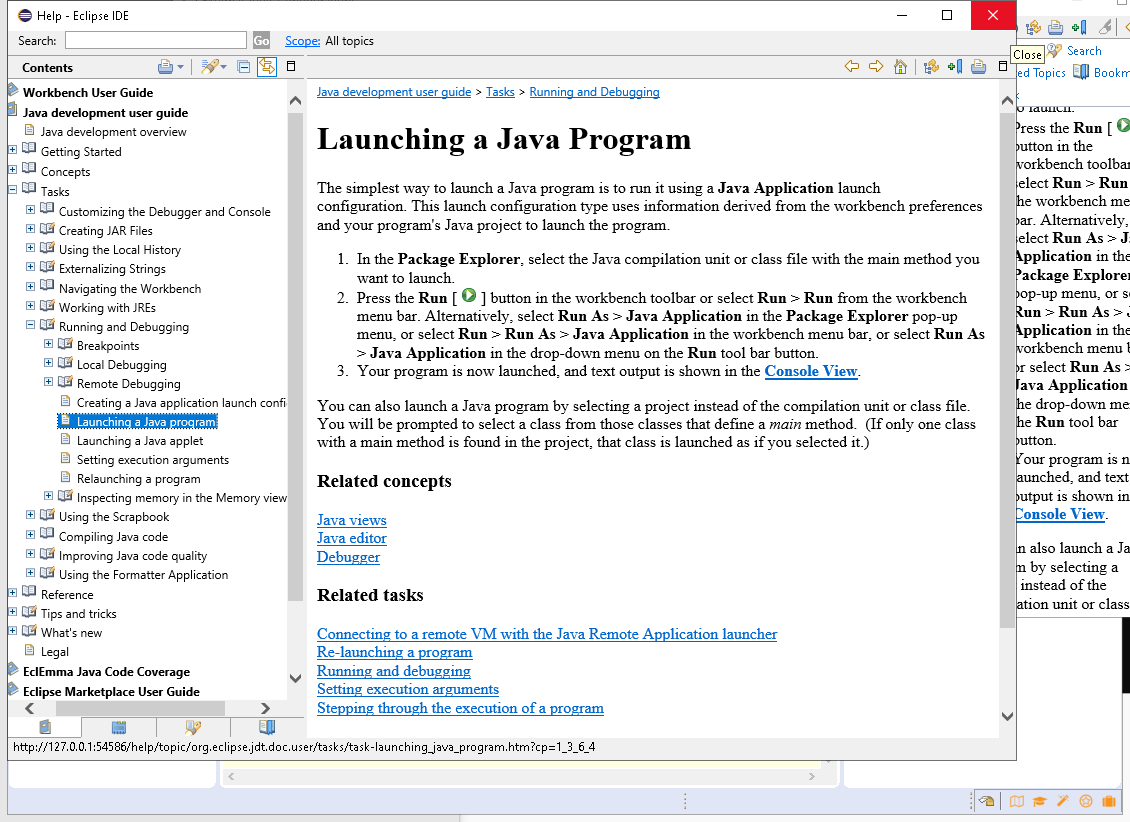 Help - Eclipse IDE
Search:
Go
Scope: All topics
Contents
Workbench User Guide
Java development user guide
Java development overview
Getting Started
Concepts
Tasks
Customizing the Debugger and Console
Creating JAR Files
Using the Local History
Externalizing Strings
Navigating the Workbench
Working with JREs
Running and Debugging
Breakpoints
Local Debugging
Remote Debugging
Creating a Java application launch confi
Launching a Java program
Launching a Java applet
Setting execution arguments
Relaunching a program
Inspecting memory in the Memory view
Using the Scrapbook
Compiling Java code
Improving Java code quality
Using the Formatter Application
Reference
Tips and tricks
What's new
Legal
EclEmma Java Code Coverage
Eclipse Marketplace User Guide
Java development user guide > Tasks > Running and Debugging
Launching a Java Program
The simplest way to launch a Java program is to run it using a Java Application launch
configuration. This launch configuration type uses information derived from the workbench preferences
and your program's Java project to launch the program.
1. In the Package Explorer, select the Java compilation unit or class file with the main method you
want to launch.
2. Press the Run [ ] button in the workbench toolbar or select Run > Run from the workbench
menu bar. Alternatively, select Run As > Java Application in the Package Explorer pop-up
menu, or select Run > Run As > Java Application in the workbench menu bar, or select Run As
> Java Application in the drop-down menu on the Run tool bar button.
3. Your program is now launched, and text output is shown in the Console View.
You can also launch a Java program by selecting a project instead of the compilation unit or class file.
You will be prompted to select a class from those classes that define a main method. (If only one class
with a main method is found in the project, that class is launched as if you selected it.)
Related concepts
Java views
Java editor
Debugger
Related tasks
Connecting to a remote VM with the Java Remote Application launcher
Re-launching a program
Running and debugging
Setting execution arguments
Stepping through the execution of a program
http://127.0.0.1:54586/help/topic/org.eclipse.jdt.doc.user/tasks/task-launching_java_program.htm?cp=1_3_6_4
Close
Search
ed Topics
Bookm
to launch.
Press the Run [
button in the
workbench toolbar
select Run > Run
the workbench me
bar. Alternatively,
select Run As > J
Application in the
Package Explorer
pop-up menu, or s
Run > Run As > J
Application in the
workbench menu b
or select Run As >
Java Application
the drop-down me
the Run tool bar
button.
Your program is n
launched, and text
output is shown in
Console View.
n also launch a Ja
m by selecting a
instead of the
ation unit or class